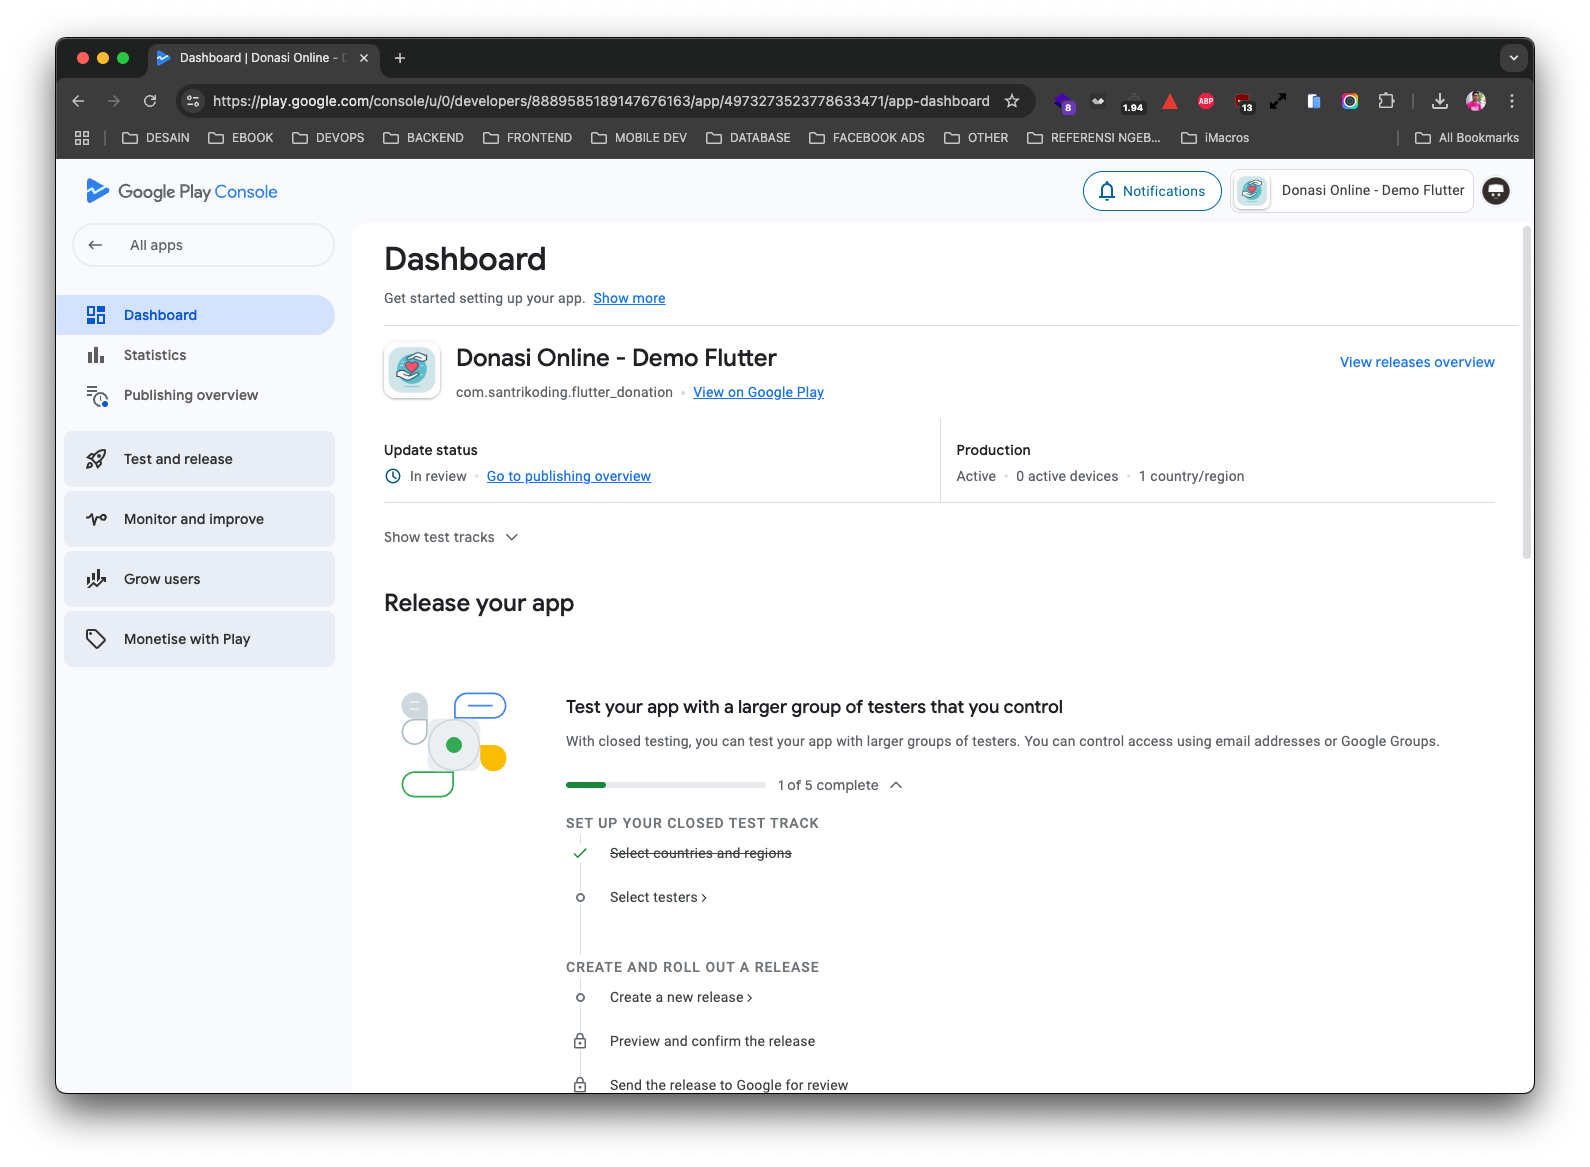 Dashboard | Donasi Online -
https://play.google.com/console/u/0/developers/8889585189147676163/app/4973273523778633471/app-dashboard
8
1.94
ABP
13
DESAIN
EBOOK
DEVOPS
BACKEND
FRONTEND
MOBILE DEV
DATABASE
FACEBOOK ADS
OTHER
REFERENSI NGEB...
iMacros
All Bookmarks
Google Play Console
Notifications
Donasi Online - Demo Flutter
All apps
Dashboard
Statistics
Publishing overview
Test and release
Monitor and improve
Grow users
Monetise with Play
Dashboard
Get started setting up your app. Show more
Donasi Online - Demo Flutter
View releases overview
com.santrikoding.flutter_donation • View on Google Play
Update status
In review • Go to publishing overview
Production
Active • 0 active devices • 1 country/region
Show test tracks
Release your app
Test your app with a larger group of testers that you control
With closed testing, you can test your app with larger groups of testers. You can control access using email addresses or Google Groups.
1 of 5 complete
SET UP YOUR CLOSED TEST TRACK
Select countries and regions
Select testers
CREATE AND ROLL OUT A RELEASE
Create a new release
Preview and confirm the release
Send the release to Google for review